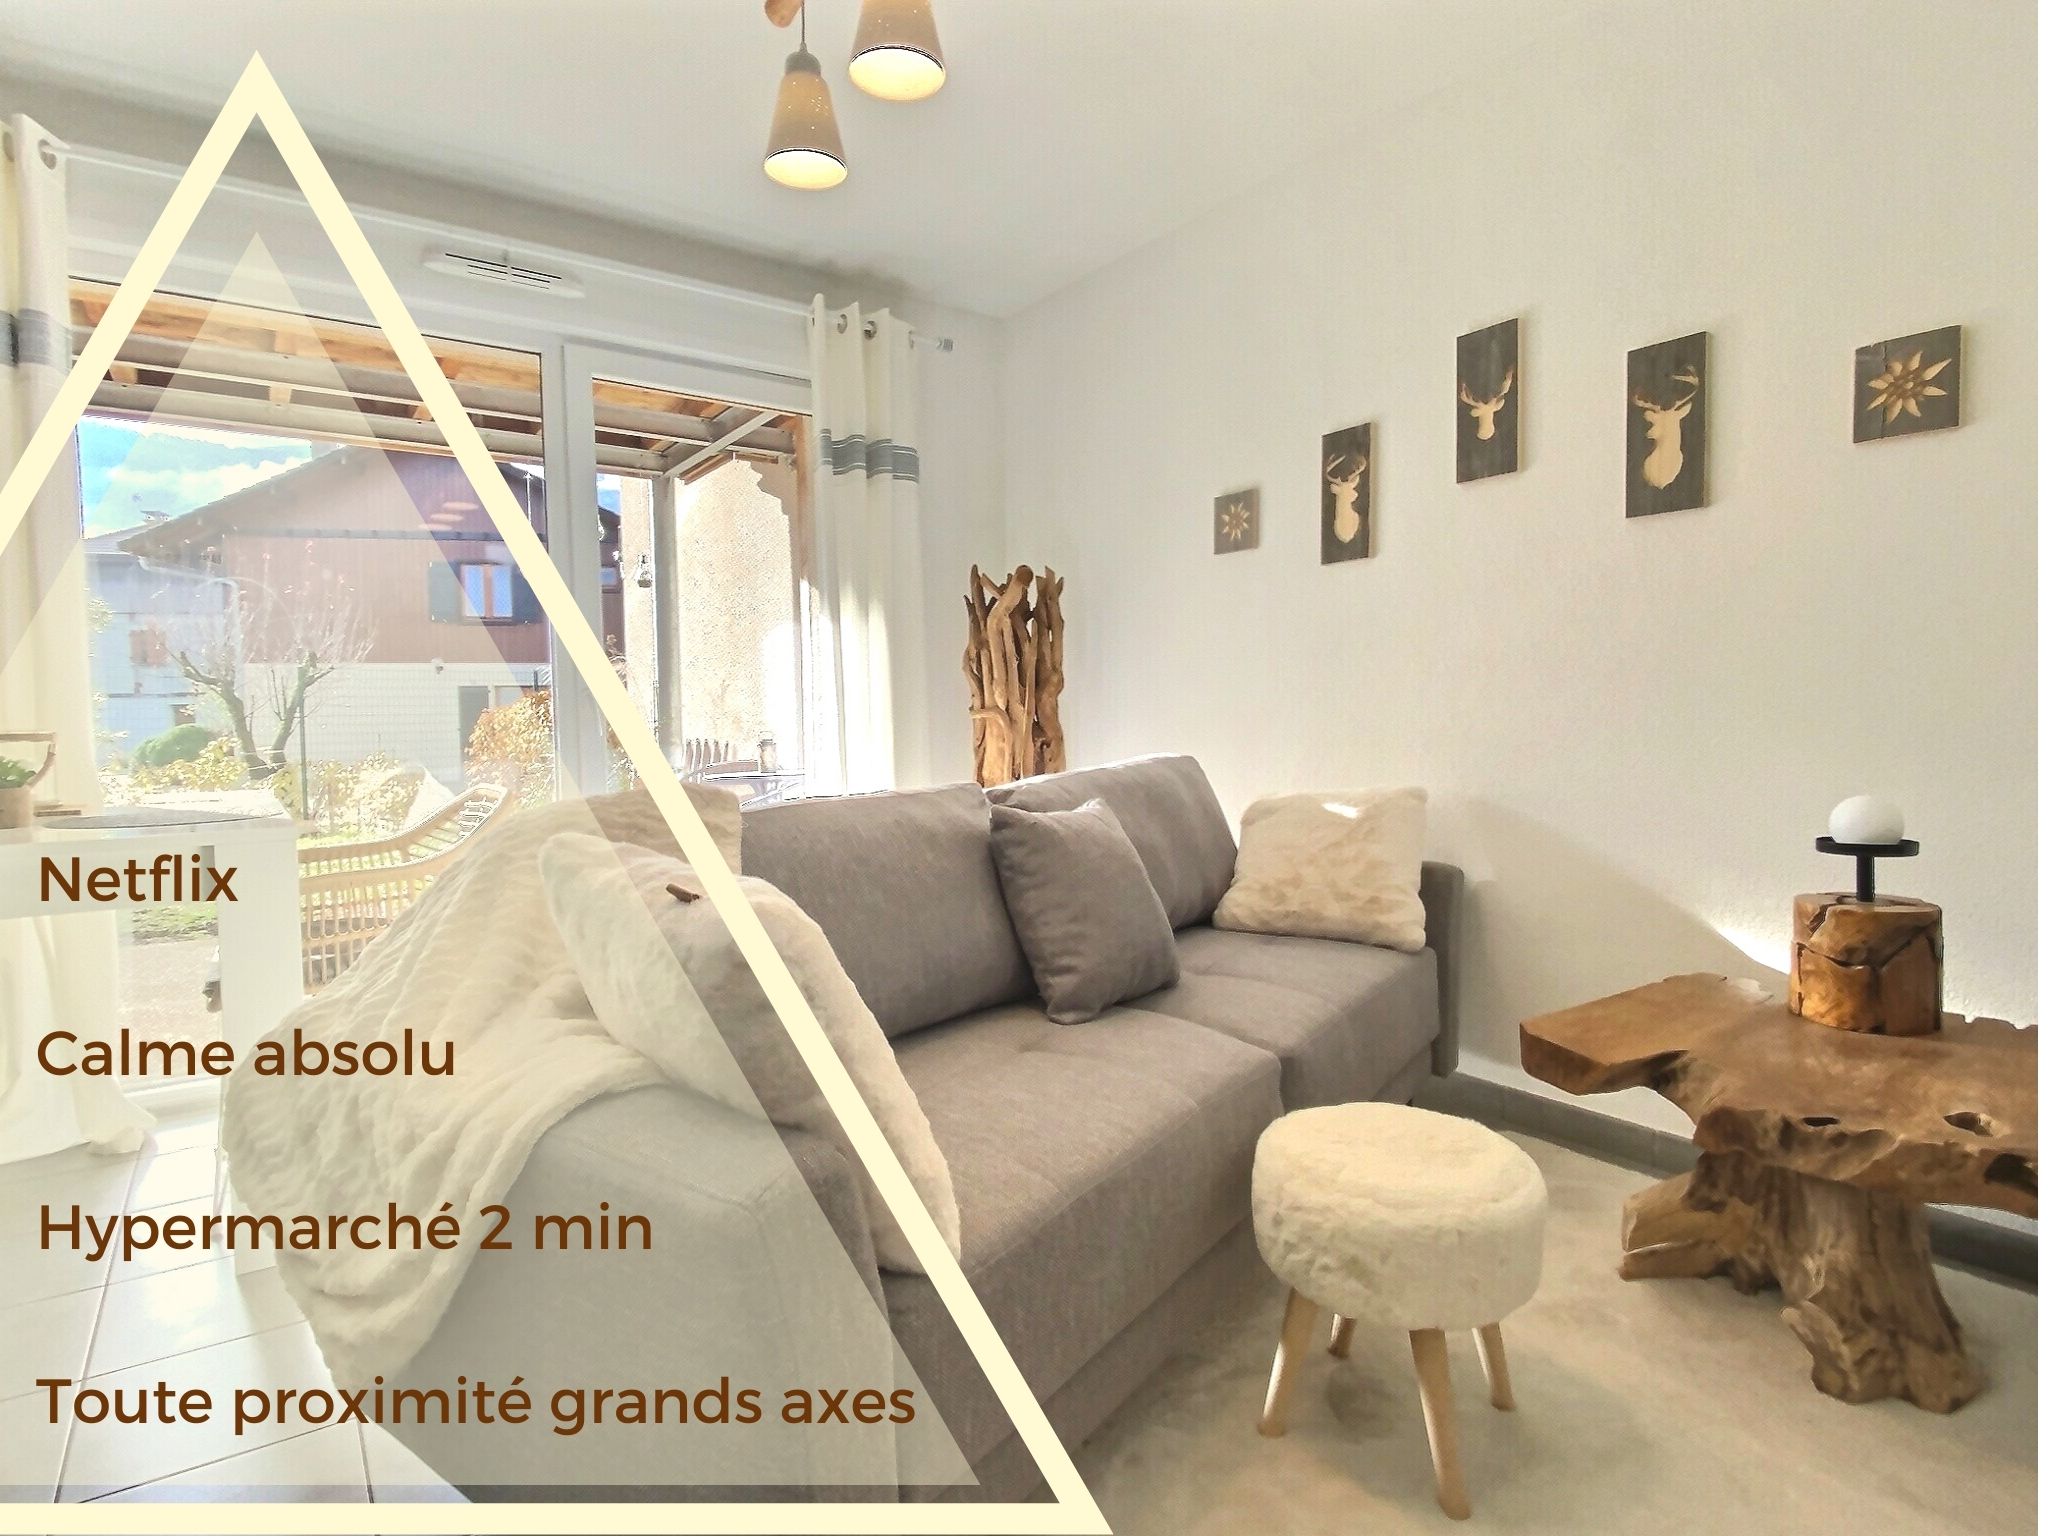 Netflix
Calme absolu
Hypermarché 2 min
Toute proximité grands axes